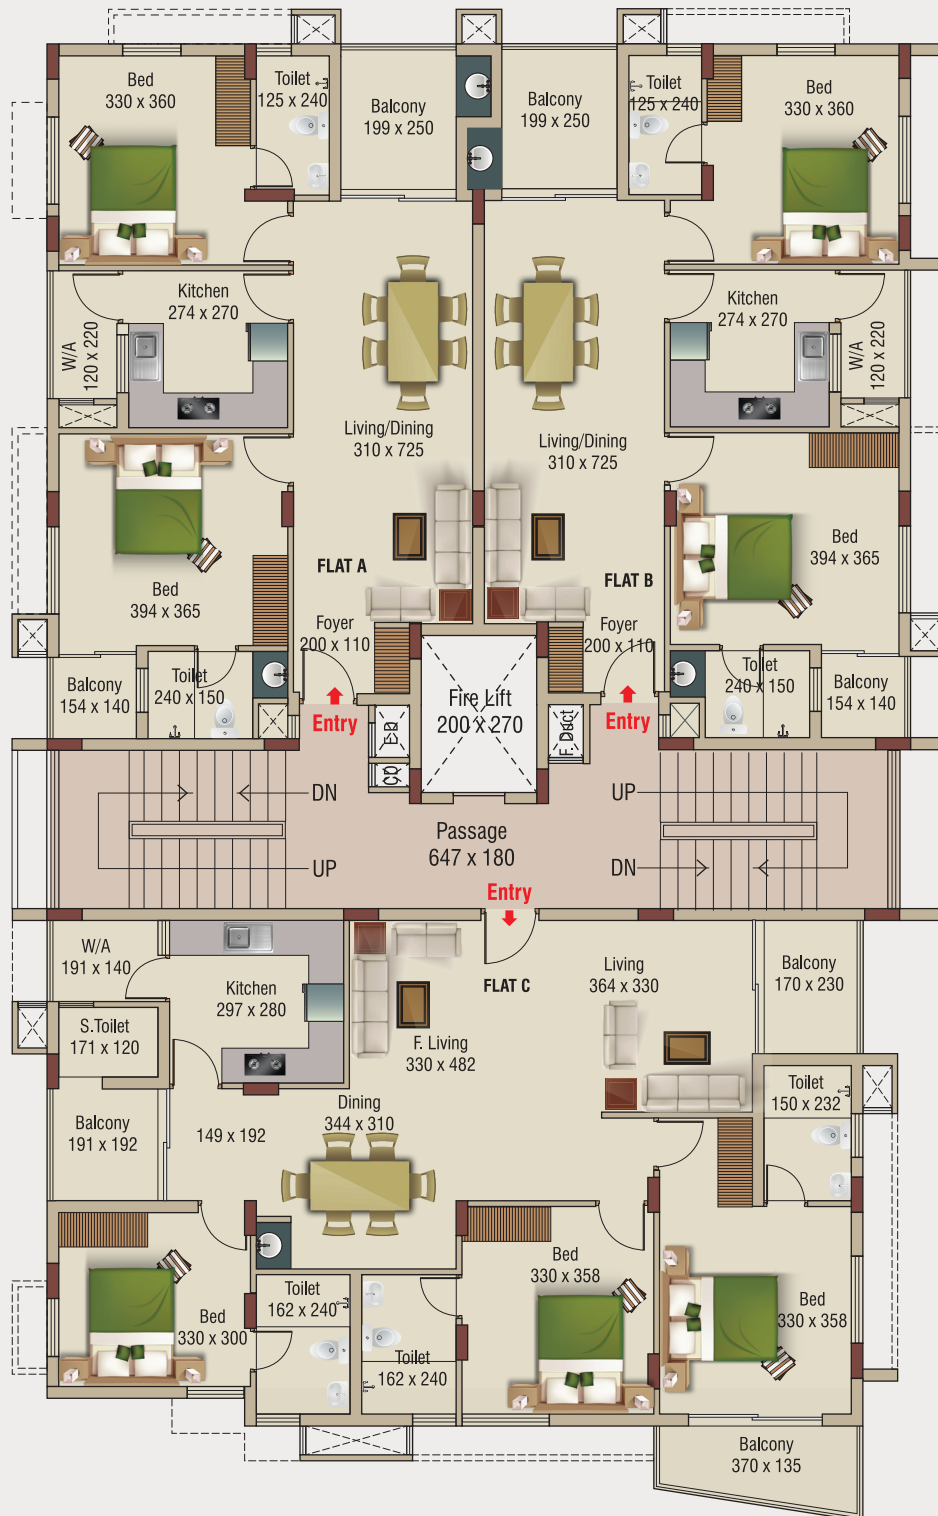 Bed
330 x 360
Toilet
125 x 240
Balcony
199 x 250
Balcony
199 x 250
Toilet
125 x 240
Bed
330 x 360
Kitchen
274 x 270
W/A
120 x 220
Kitchen
274 x 270
W/A
120 x 220
Living/Dining
310 x 725
Living/Dining
310 x 725
Bed
394 x 365
FLAT A
FLAT B
Bed
394 x 365
Foyer
200 x 110
Foyer
200 x 110
Balcony
154 x 140
Toilet
240 x 150
Fire Lift
200 X 270
Toilet
240 x 150
Balcony
154 x 140
Entry
Entry
E.D
F. Duct
CD
DN
UP
UP
DN
Passage
647 x 180
Entry
W/A
191 x 140
Kitchen
297 x 280
FLAT C
Living
364 x 330
Balcony
170 x 230
S.Toilet
171 x 120
F. Living
330 x 482
Toilet
150 x 232
Balcony
191 x 192
149 x 192
Dining
344 x 310
Bed
330 x 300
Toilet
162 x 240
Toilet
162 x 240
Bed
330 x 358
Bed
330 x 358
Balcony
370 x 135